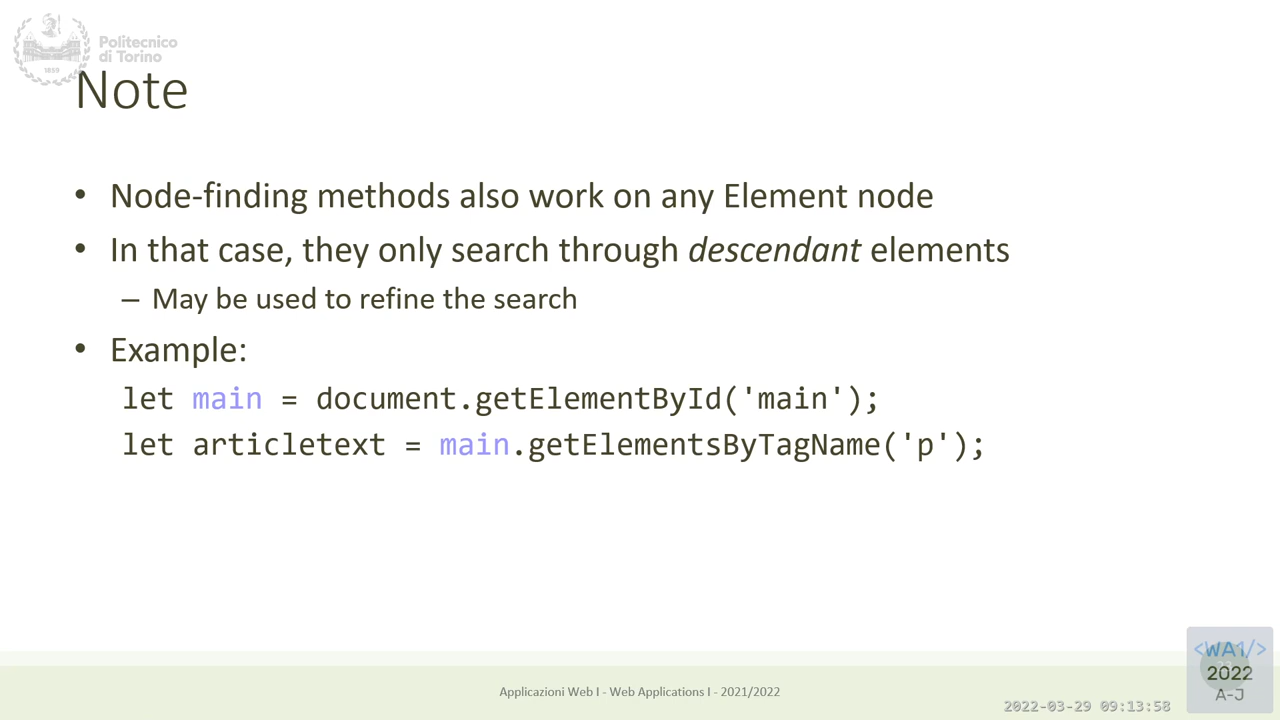 Politecnico
di Torino
1859
Note
• Node-finding methods also work on any Element node
• In that case, they only search through descendant elements
– May be used to refine the search
• Example:
let main = document.getElementById('main');
let articletext = main.getElementsByTagName('p');
<WA1/>
2022
A-J
Applicazioni Web I - Web Applications I - 2021/2022
2022-03-29 09:13:58